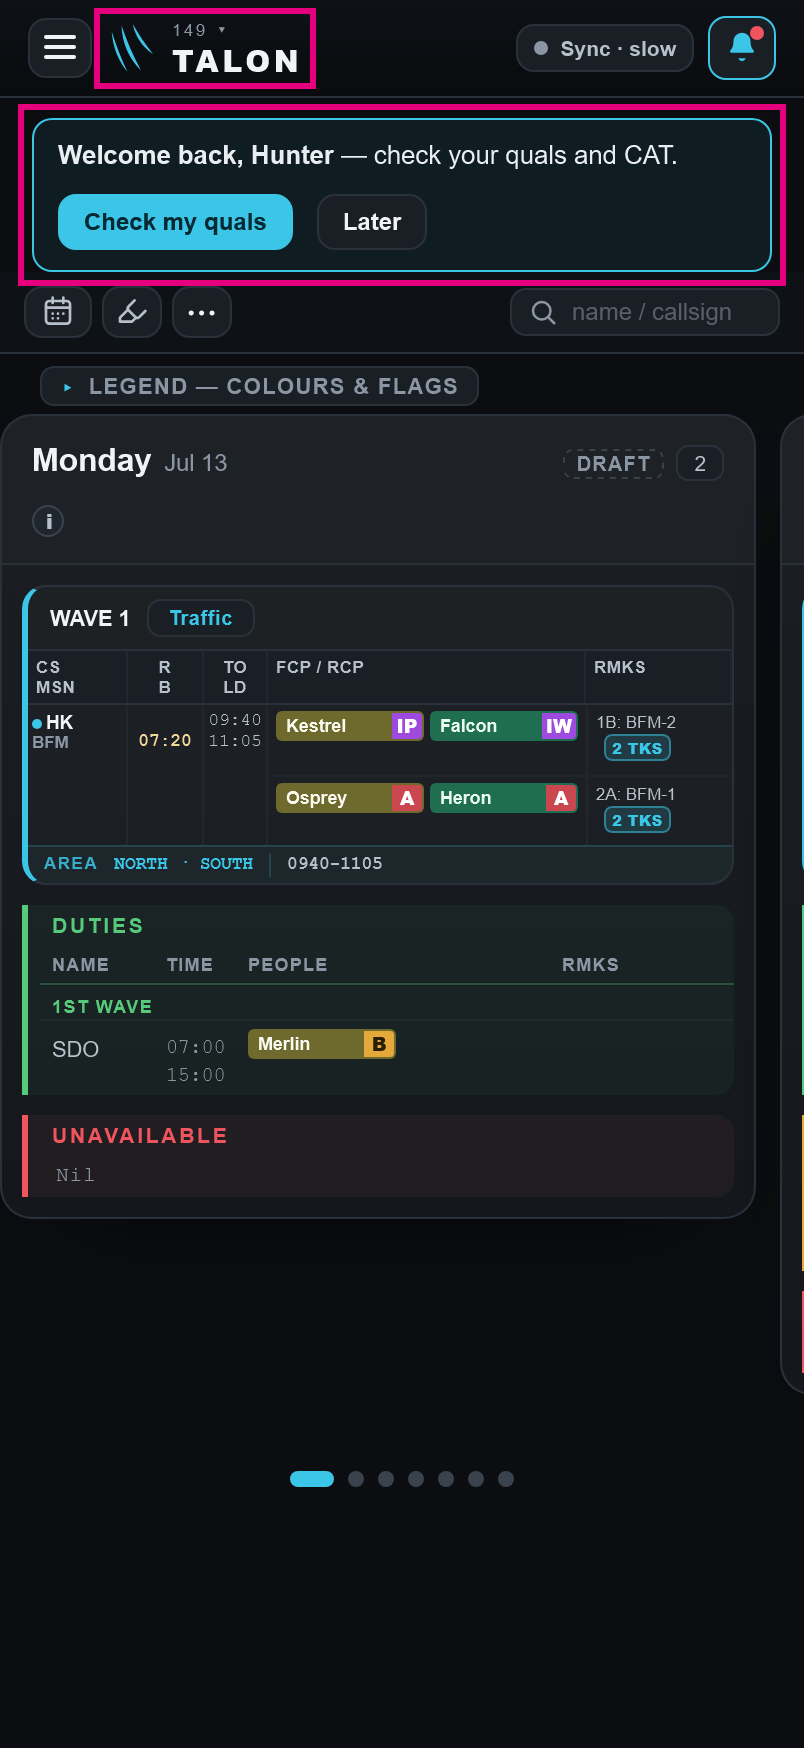 149 ▾
TALON
Sync · slow
Welcome back, Hunter — check your quals and CAT.
Check my quals
Later
name / callsign
▸ LEGEND — COLOURS & FLAGS
Monday Jul 13
DRAFT
2
i
WAVE 1
Traffic
CS
MSN
R
B
TO
LD
FCP / RCP
RMKS
HK
BFM
07:20
09:40
11:05
Kestrel IP
Falcon IW
1B: BFM-2
2 TKS
Osprey A
Heron A
2A: BFM-1
2 TKS
AREA NORTH · SOUTH 0940–1105
DUTIES
NAME TIME PEOPLE RMKS
1ST WAVE
SDO
07:00
15:00
Merlin B
UNAVAILABLE
Nil